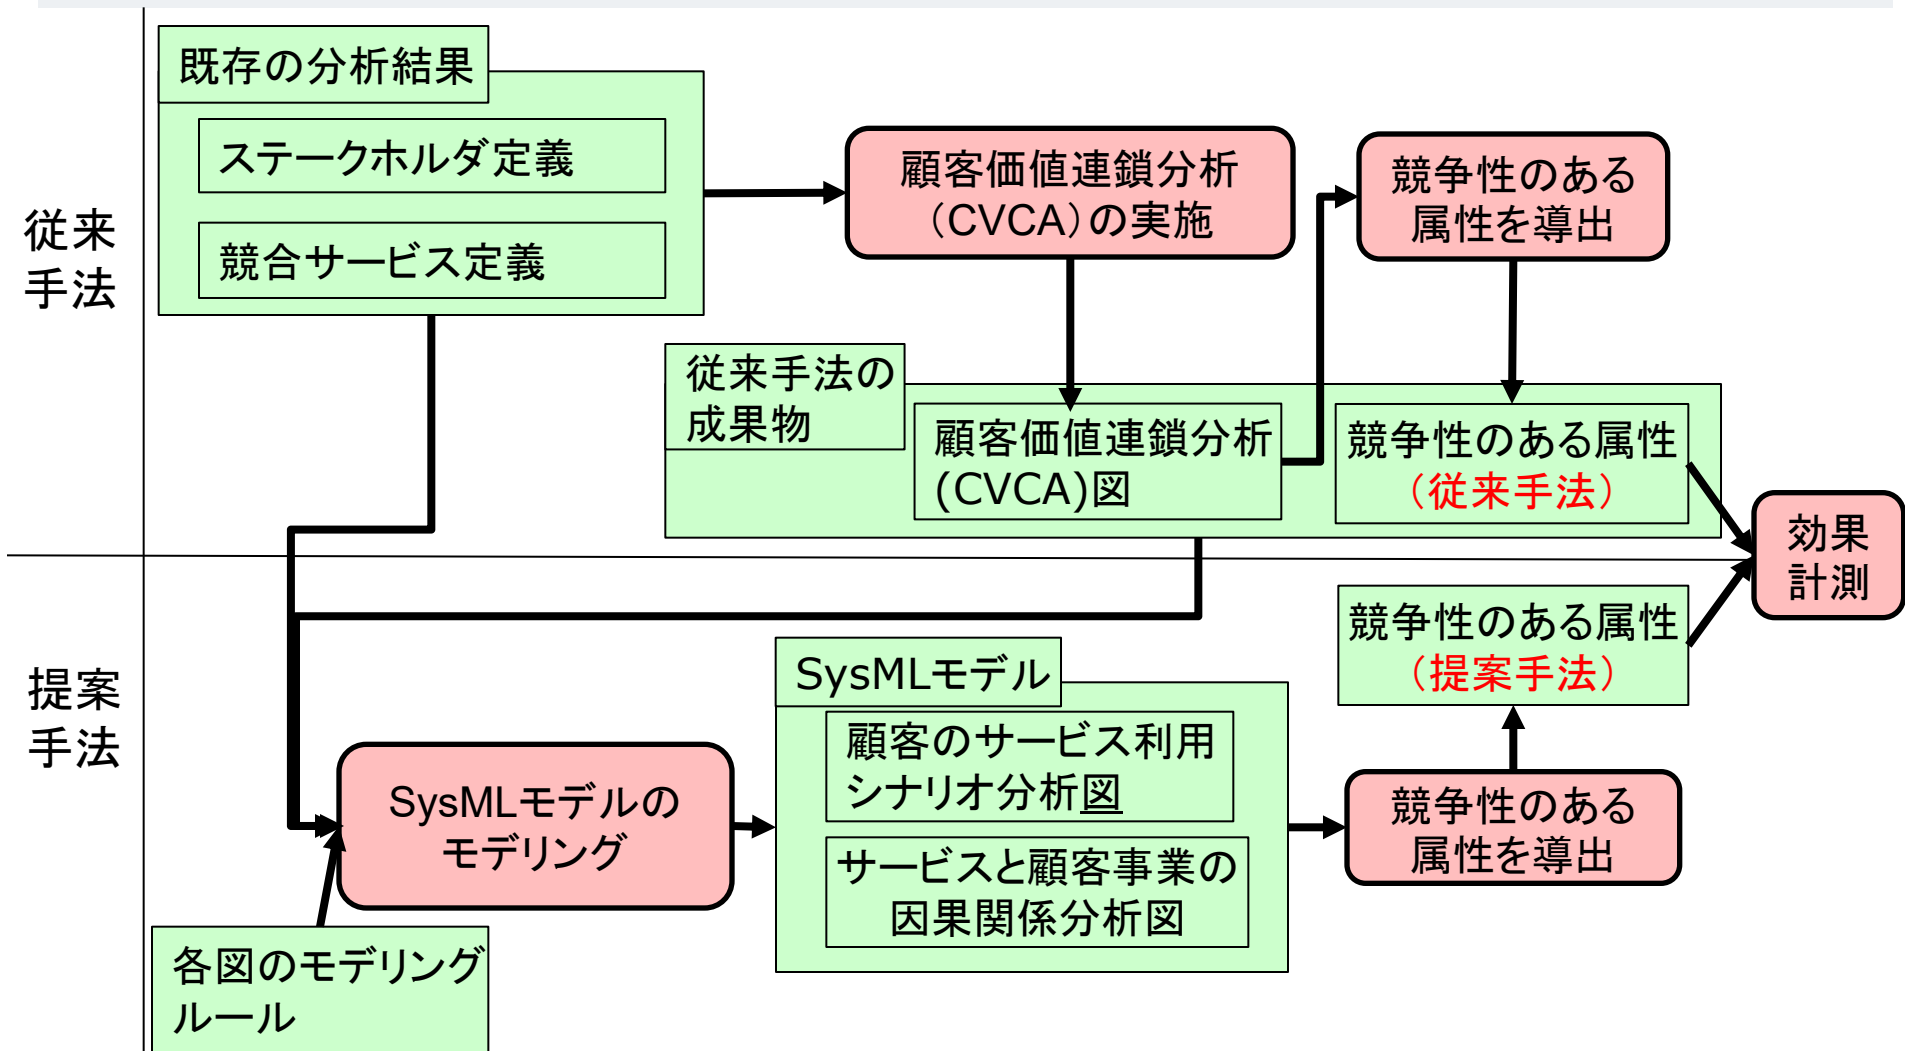 従来
手法
既存の分析結果
ステークホルダ定義
競合サービス定義
顧客価値連鎖分析
（CVCA）の実施
競争性のある
属性を導出
従来手法の
成果物
顧客価値連鎖分析
(CVCA)図
競争性のある属性
（従来手法）
効果
計測
提案
手法
競争性のある属性
（提案手法）
SysMLモデル
顧客のサービス利用
シナリオ分析図
サービスと顧客事業の
因果関係分析図
SysMLモデルの
モデリング
競争性のある
属性を導出
各図のモデリング
ルール